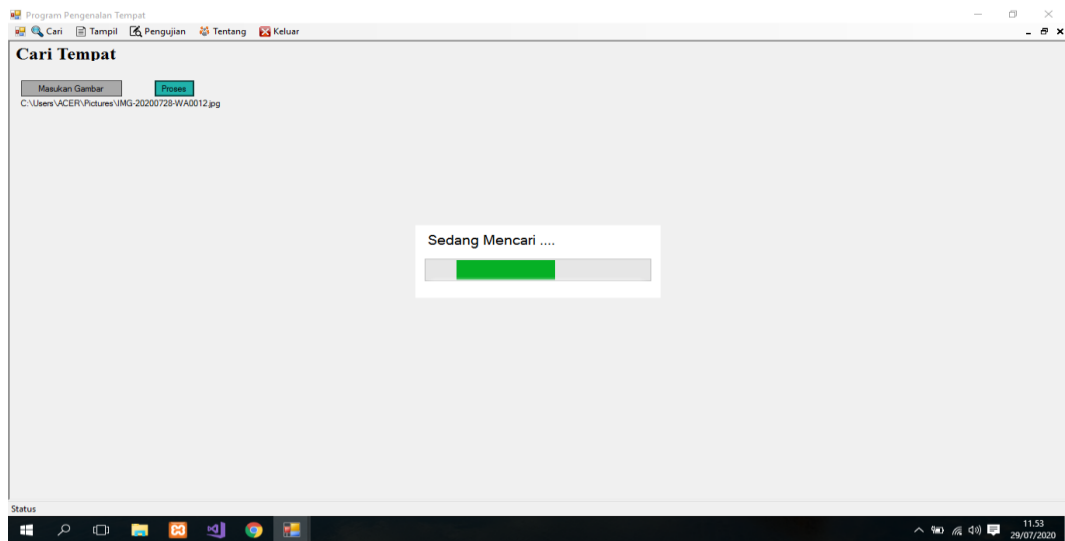 Program Pengenalan Tempat
Cari Tampil Pengujian Tentang Keluar
Cari Tempat
Masukan Gambar Proses
C:\Users\ACER\Pictures\IMG-20200728-WA0012.jpg
Sedang Mencari ....
Status
11.53
29/07/2020